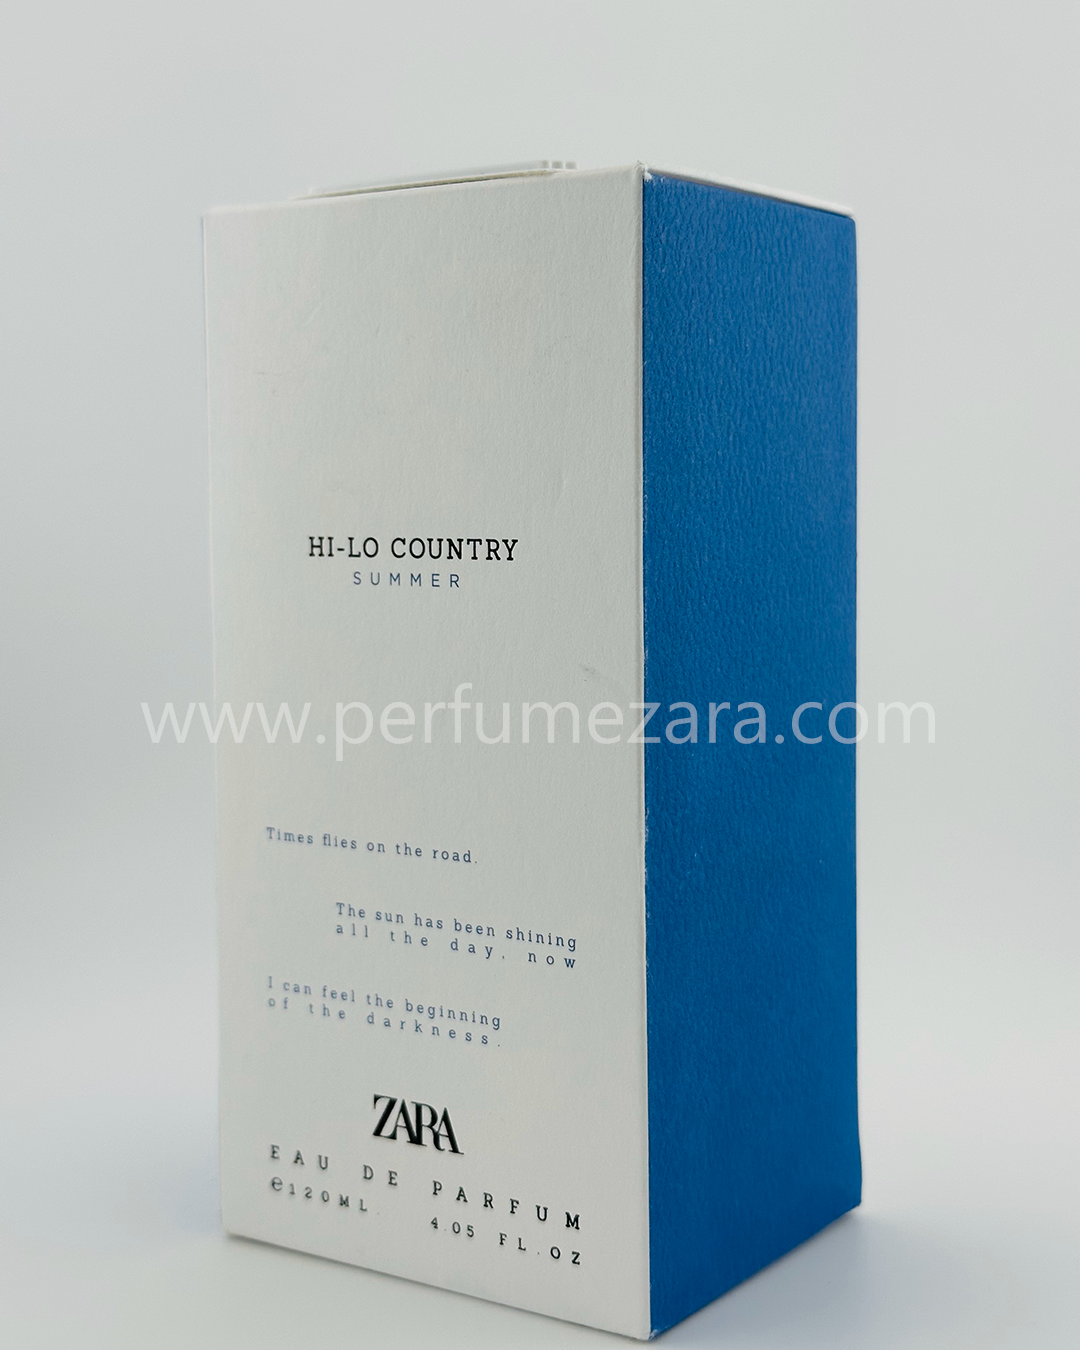 HI-LO COUNTRY
SUMMER
www.perfumezara.com
Times flies on the road.
The sun has been shining
all the day, now
I can feel the beginning
of the darkness.
ZARA
EAU DE PARFUM
℮120ML. 4.05 FL.OZ